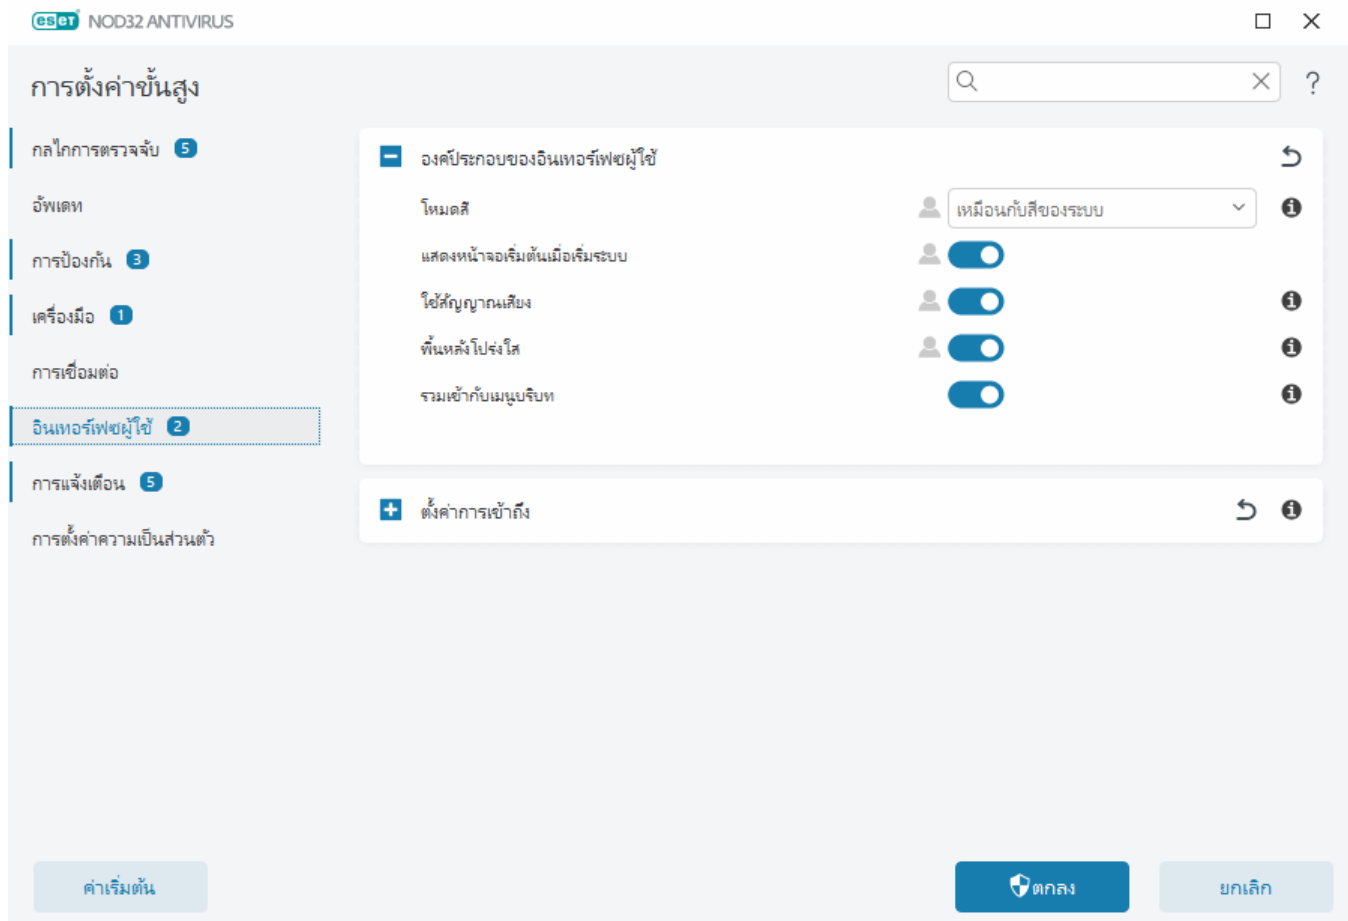 eset NOD32 ANTIVIRUS
การตั้งค่าขั้นสูง
กลไกการตรวจจับ 5
อัพเดท
การป้องกัน 3
เครื่องมือ 1
การเชื่อมต่อ
อินเทอร์เฟซผู้ใช้ 2
การแจ้งเตือน 5
การตั้งค่าความเป็นส่วนตัว
องค์ประกอบของอินเทอร์เฟซผู้ใช้
โหมดสี เหมือนกับสีของระบบ
แสดงหน้าจอเริ่มต้นเมื่อเริ่มระบบ
ใช้สัญญาณเสียง
พื้นหลังโปร่งใส
รวมเข้ากับเมนูบริบท
ตั้งค่าการเข้าถึง
ค่าเริ่มต้น ตกลง ยกเลิก